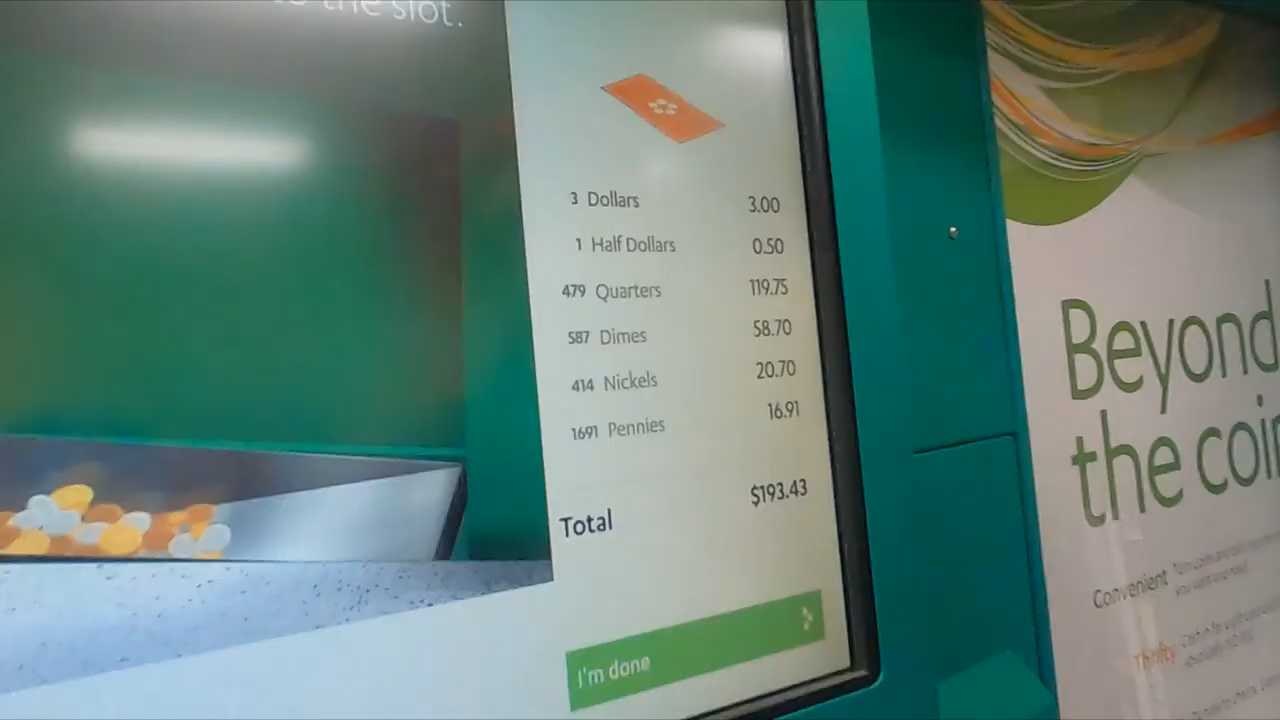 the slot.
3 Dollars 3.00
1 Half Dollars 0.50
479 Quarters 119.75
587 Dimes 58.70
414 Nickels 20.70
1691 Pennies 16.91
Total $193.43
I'm done
Beyond
the coin
Convenient
Thrifty